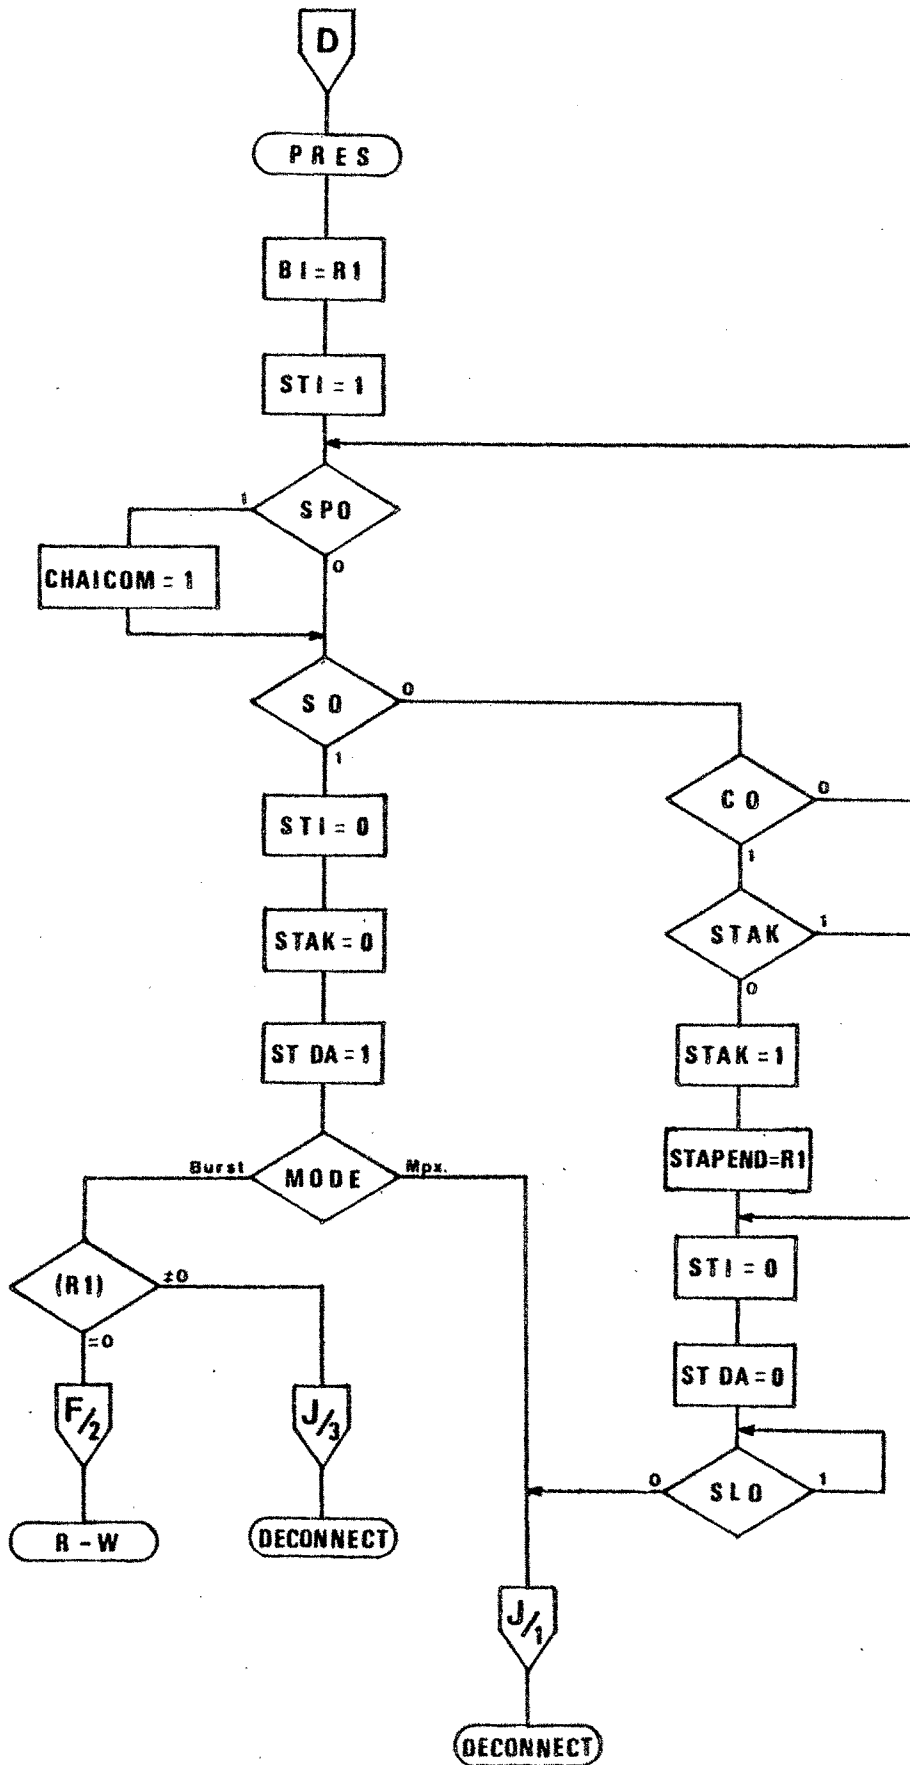 D
PRES
BI=R1
STI=1
SPO
1
0
CHAICOM=1
SO
0
1
STI=0
CO
0
1
STAK=0
STAK
1
0
ST DA=1
STAK=1
MODE
Burst
Mpx.
STAPEND=R1
(R1)
≠0
=0
STI=0
ST DA=0
F/2
J/3
SLO
0
1
R-W
DECONNECT
J/1
DECONNECT